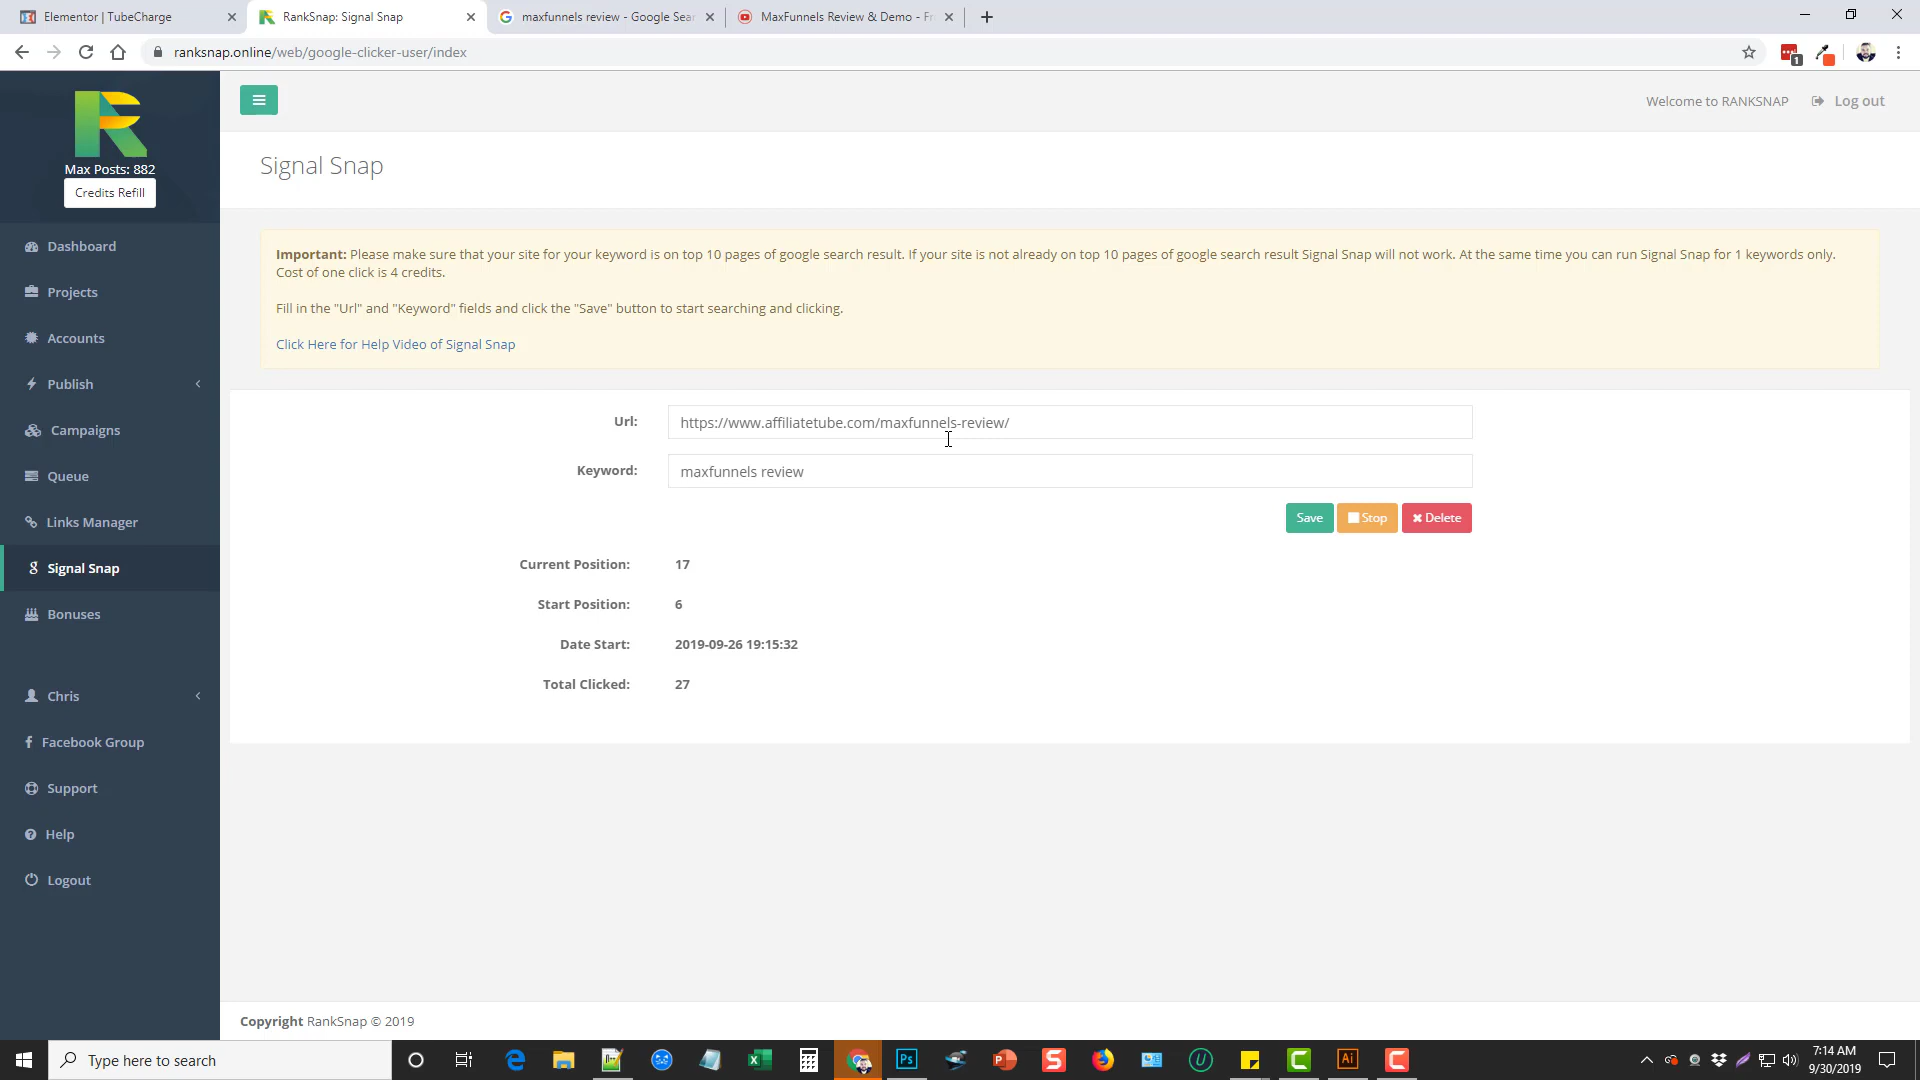 Elementor | TubeCharge
RankSnap: Signal Snap
maxfunnels review - Google Sear
MaxFunnels Review & Demo - Fr
ranksnap.online/web/google-clicker-user/index
1
Max Posts: 882
Credits Refill
Dashboard
Projects
Accounts
Publish
Campaigns
Queue
Links Manager
Signal Snap
Bonuses
Chris
Facebook Group
Support
Help
Logout
Welcome to RANKSNAP
Log out
Signal Snap
Important: Please make sure that your site for your keyword is on top 10 pages of google search result. If your site is not already on top 10 pages of google search result Signal Snap will not work. At the same time you can run Signal Snap for 1 keywords only.
Cost of one click is 4 credits.
Fill in the "Url" and "Keyword" fields and click the "Save" button to start searching and clicking.
Click Here for Help Video of Signal Snap
Url: https://www.affiliatetube.com/maxfunnels-review/
Keyword: maxfunnels review
Save Stop Delete
Current Position: 17
Start Position: 6
Date Start: 2019-09-26 19:15:32
Total Clicked: 27
Copyright RankSnap © 2019
Type here to search
Ps
Ai
7:14 AM
9/30/2019